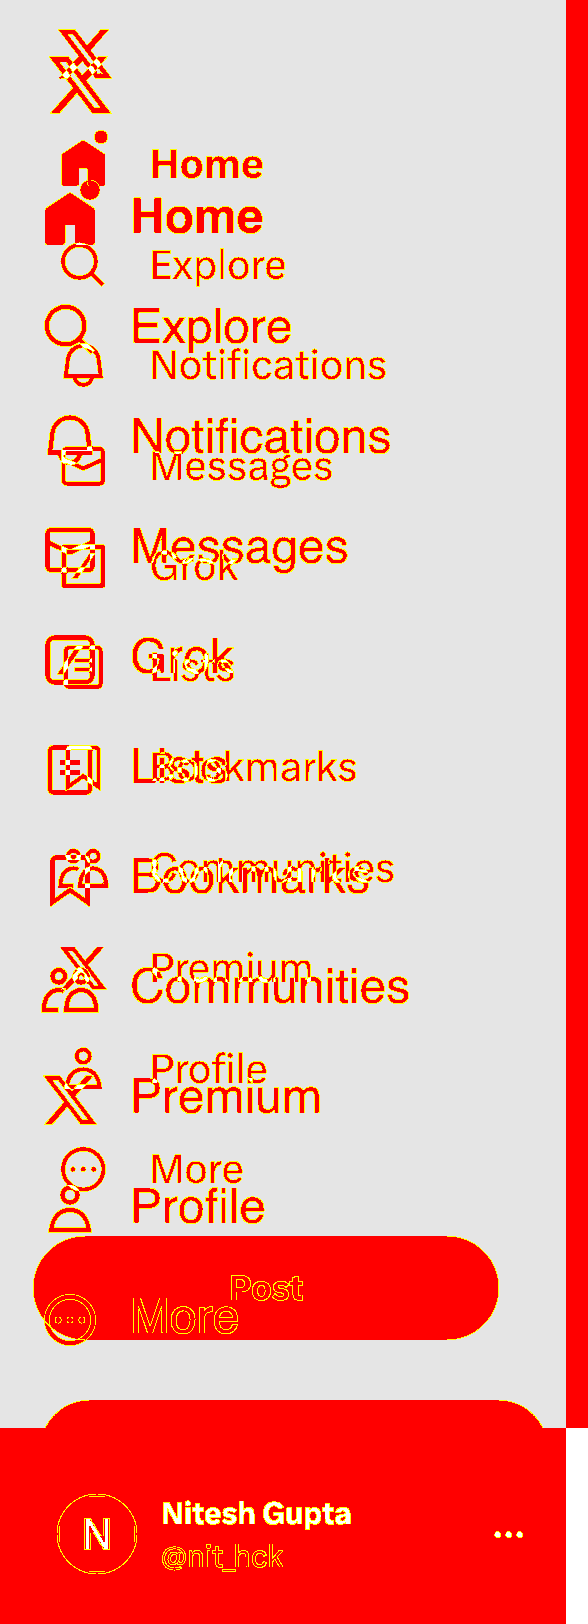 Home
Home
Explore
Explore
Notifications
Notifications
Messages
Messages
Grok
Grok
Lists
Lists
Bookmarks
Communities
Bookmarks
Premium
Communities
Profile
Premium
More
Profile
Post
More
N
Nitesh Gupta
@nit_hck